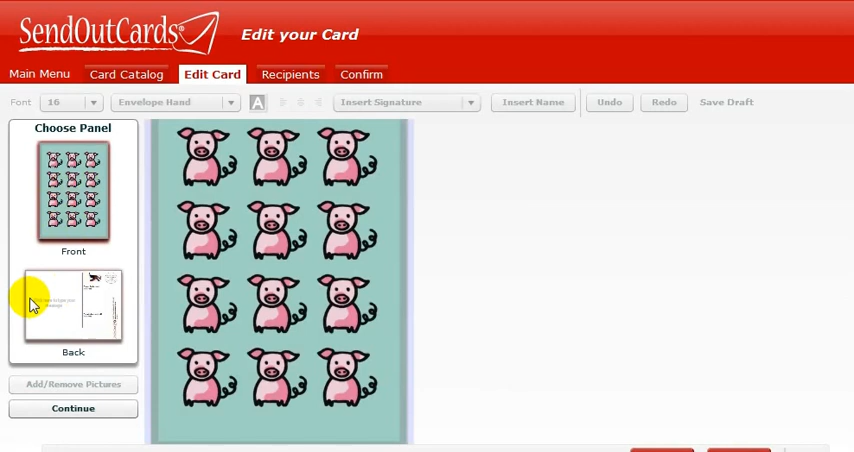 SendOutCards®
Edit your Card
Main Menu Card Catalog Edit Card Recipients Confirm
Font 16 Envelope Hand A Insert Signature Insert Name Undo Redo Save Draft
Choose Panel
Front
Back
Add/Remove Pictures
Continue